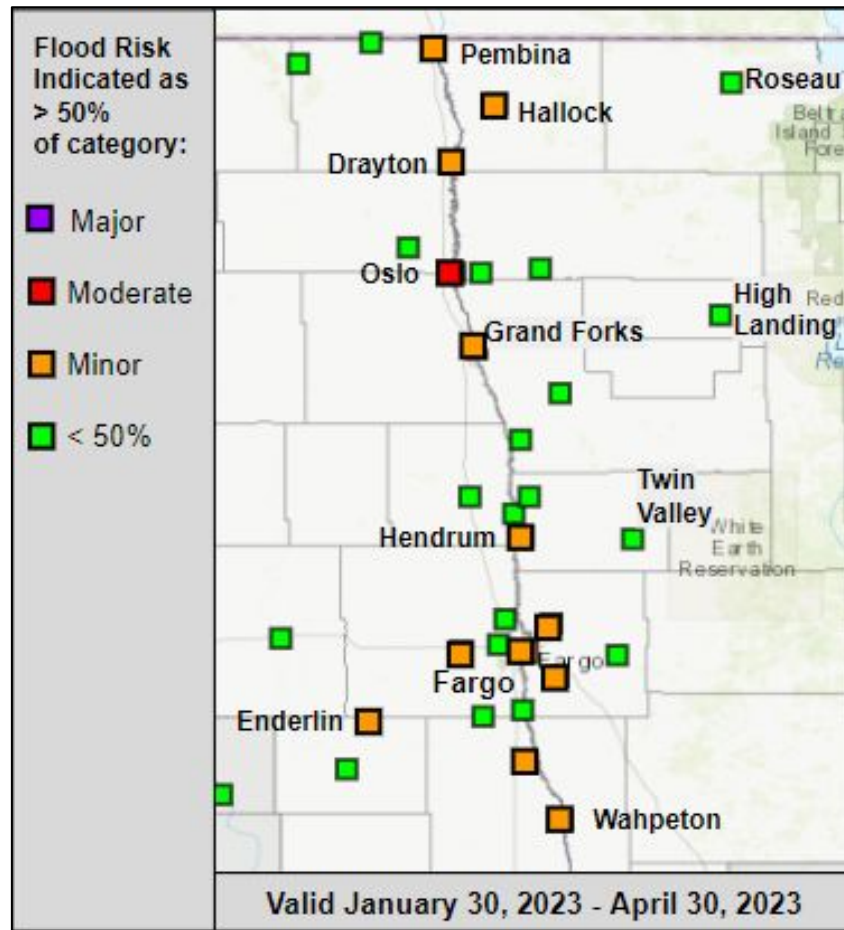 Flood Risk
Indicated as
> 50%
of category:
Major
Moderate
Minor
< 50%
Pembina
Roseau
Hallock
Drayton
Oslo
High
Landing
Grand Forks
Twin
Valley
White
Earth
Reservation
Hendrum
Fargo
Fargo
Enderlin
Wahpeton
Valid January 30, 2023 - April 30, 2023